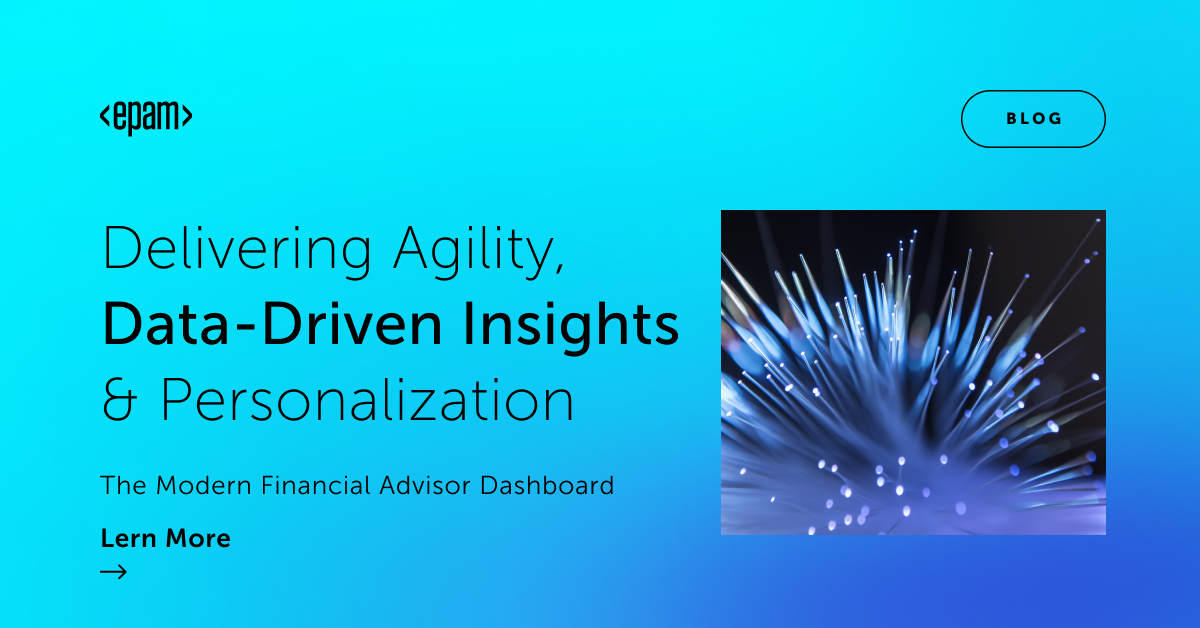 <epam>
BLOG
Delivering Agility,
Data-Driven Insights
& Personalization
The Modern Financial Advisor Dashboard
Lern More
→